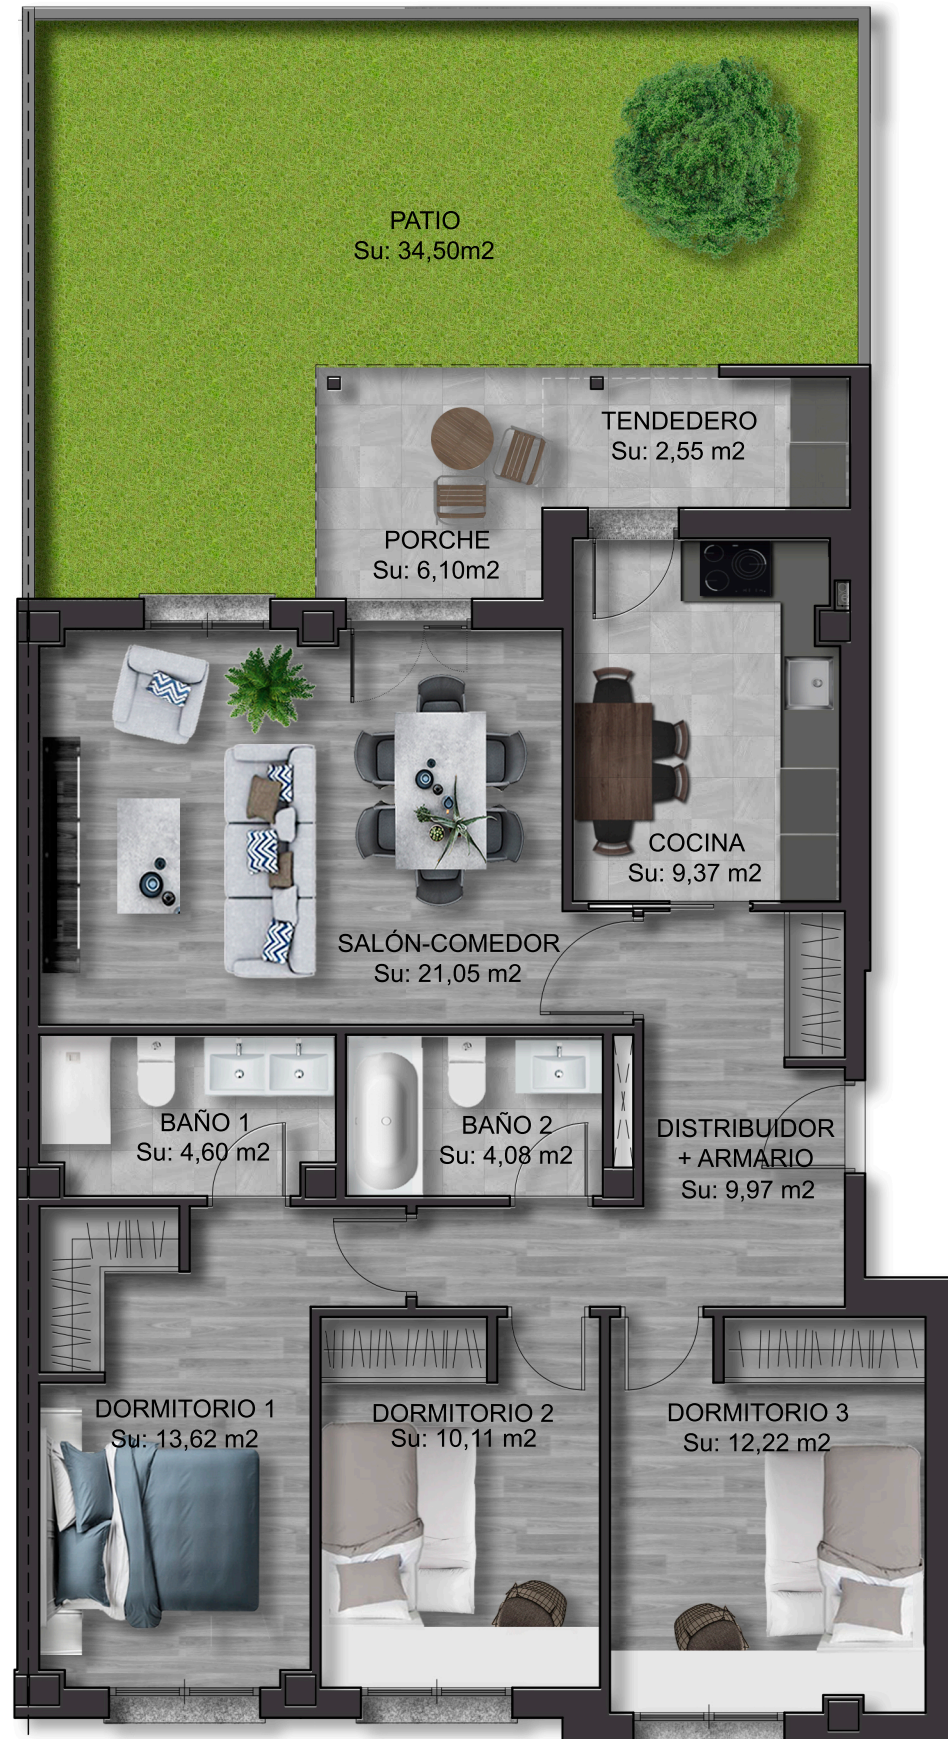 PATIO
Su: 34,50m2
TENDEDERO
Su: 2,55 m2
PORCHE
Su: 6,10m2
COCINA
Su: 9,37 m2
SALÓN-COMEDOR
Su: 21,05 m2
BAÑO 1
Su: 4,60 m2
BAÑO 2
Su: 4,08 m2
DISTRIBUIDOR
+ ARMARIO
Su: 9,97 m2
DORMITORIO 1
Su: 13,62 m2
DORMITORIO 2
Su: 10,11 m2
DORMITORIO 3
Su: 12,22 m2